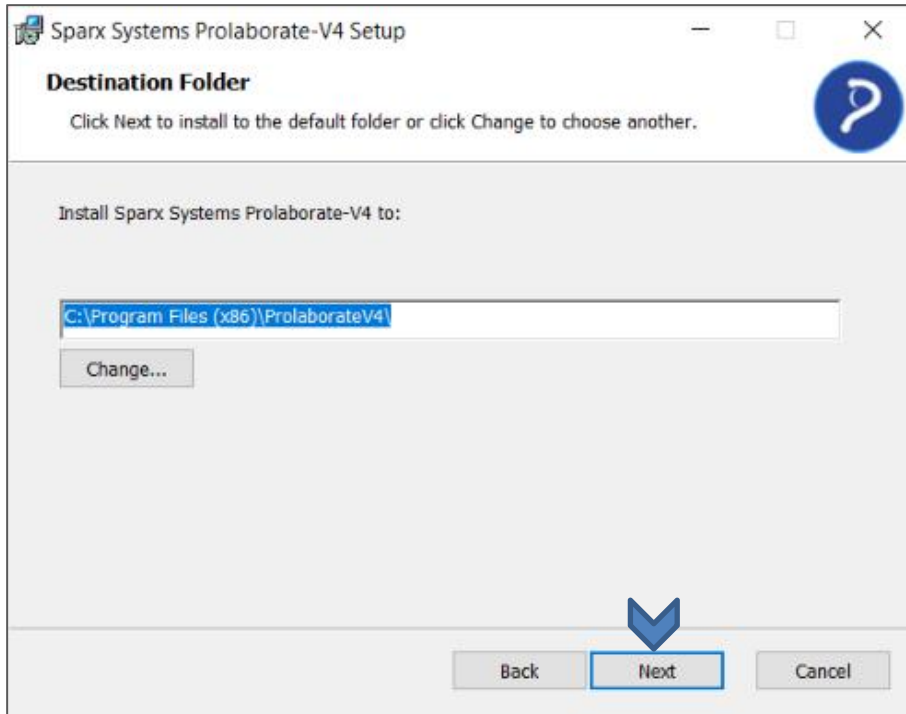 Sparx Systems Prolaborate-V4 Setup
Destination Folder
Click Next to install to the default folder or click Change to choose another.
Install Sparx Systems Prolaborate-V4 to:
C:\Program Files (x86)\ProlaborateV4\
Change...
Back
Next
Cancel